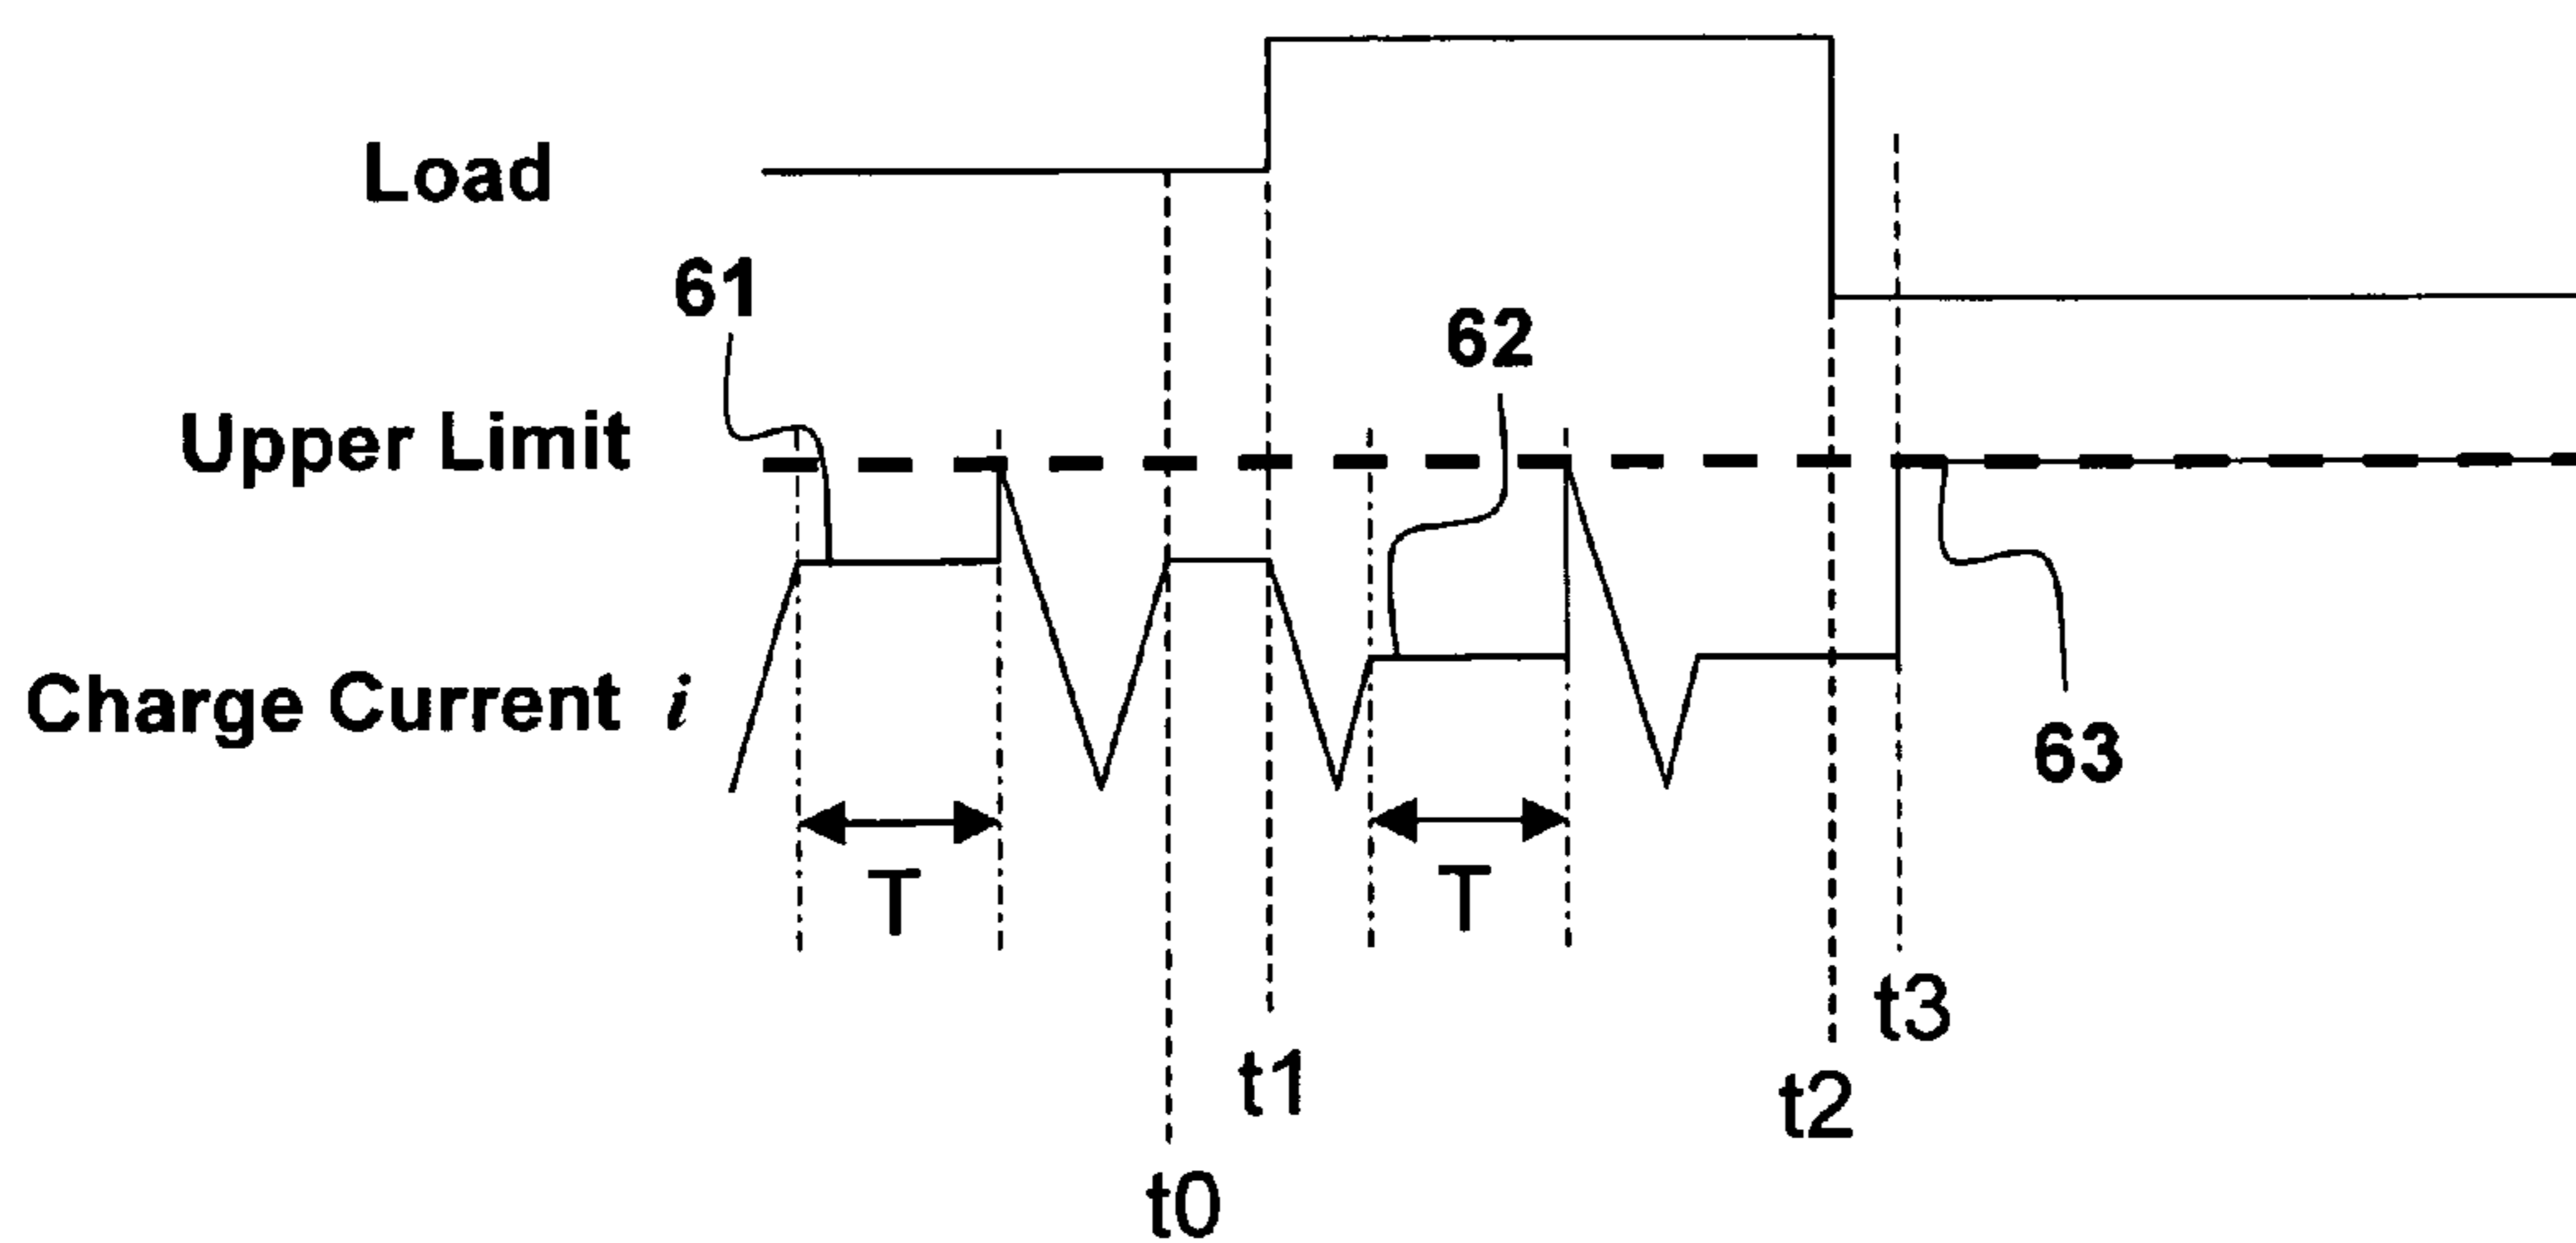 Load
61
62
Upper Limit
Charge Current i
63
T
T
t3
t1
t2
t0